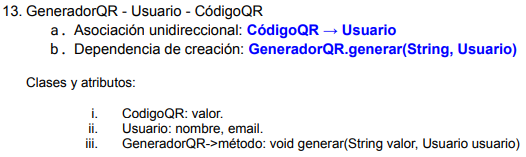 13. GeneradorQR - Usuario - CódigoQR
a. Asociación unidireccional: CódigoQR → Usuario
b. Dependencia de creación: GeneradorQR.generar(String, Usuario)
Clases y atributos:
i. CodigoQR: valor.
ii. Usuario: nombre, email.
iii. GeneradorQR->método: void generar(String valor, Usuario usuario)